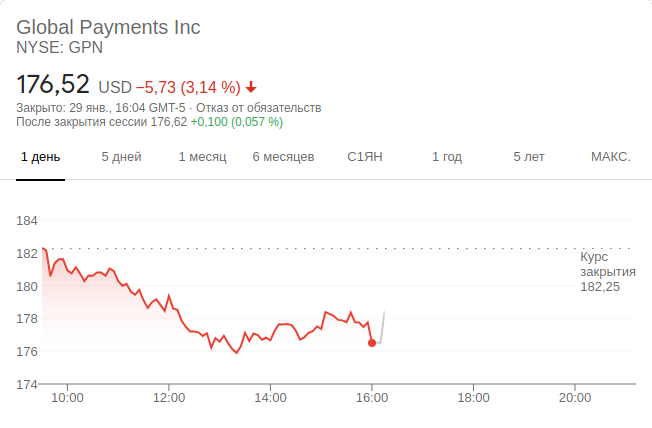 Global Payments Inc
NYSE: GPN
176,52 USD −5,73 (3,14 %)
Закрыто: 29 янв., 16:04 GMT-5 · Отказ от обязательств
После закрытия сессии 176,62 +0,100 (0,057 %)
1 день 5 дней 1 месяц 6 месяцев С1ЯН 1 год 5 лет МАКС.
184
182
Курс
закрытия
180 182,25
178
176
174
10:00 12:00 14:00 16:00 18:00 20:00